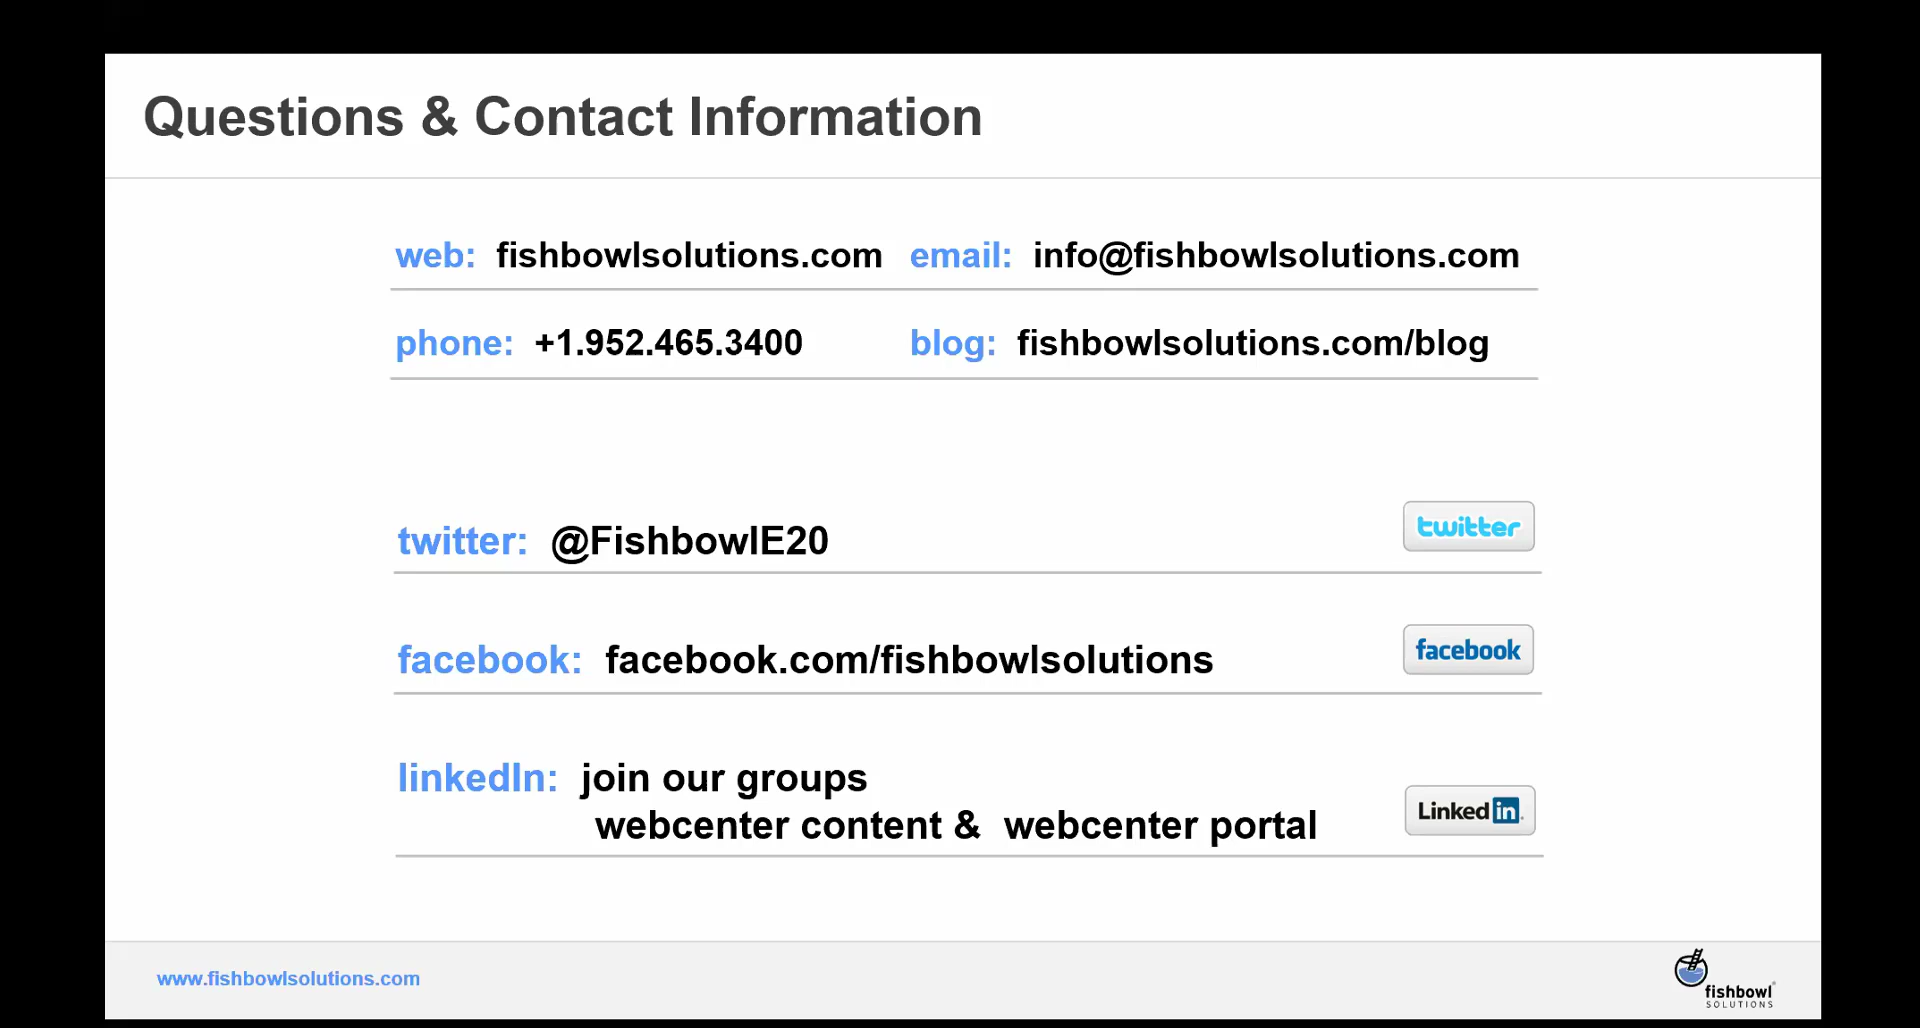 Questions & Contact Information
web: fishbowlsolutions.com email: info@fishbowlsolutions.com
phone: +1.952.465.3400 blog: fishbowlsolutions.com/blog
twitter: @FishbowlE20
twitter
facebook: facebook.com/fishbowlsolutions
facebook
linkedIn: join our groups
webcenter content & webcenter portal
Linked in.
www.fishbowlsolutions.com
fishbowl
SOLUTIONS